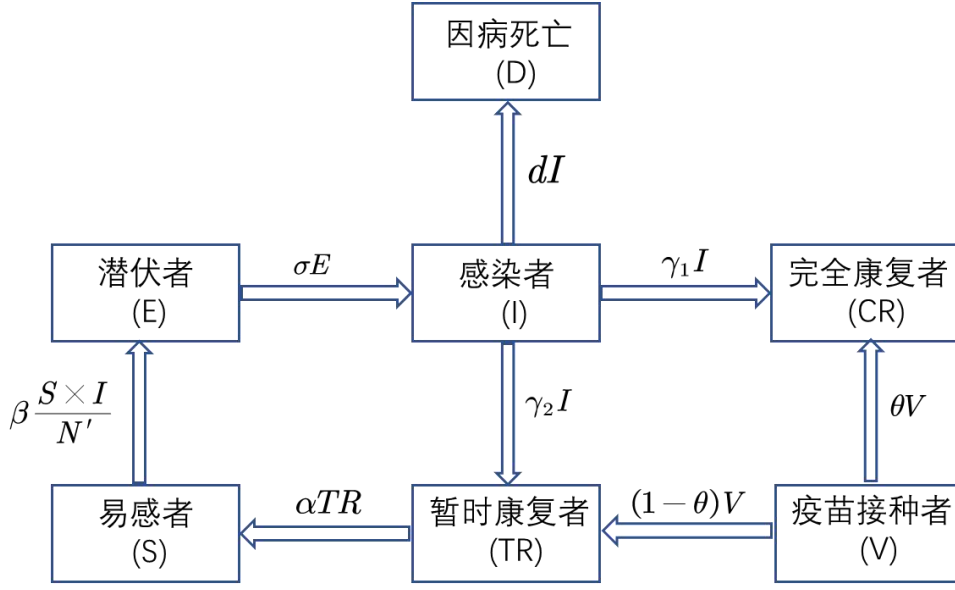 因病死亡
(D)
dI
潜伏者
(E)
σE
感染者
(I)
γ₁I
完全康复者
(CR)
β S × I / N′
γ₂I
θV
易感者
(S)
αTR
暂时康复者
(TR)
(1 − θ)V
疫苗接种者
(V)